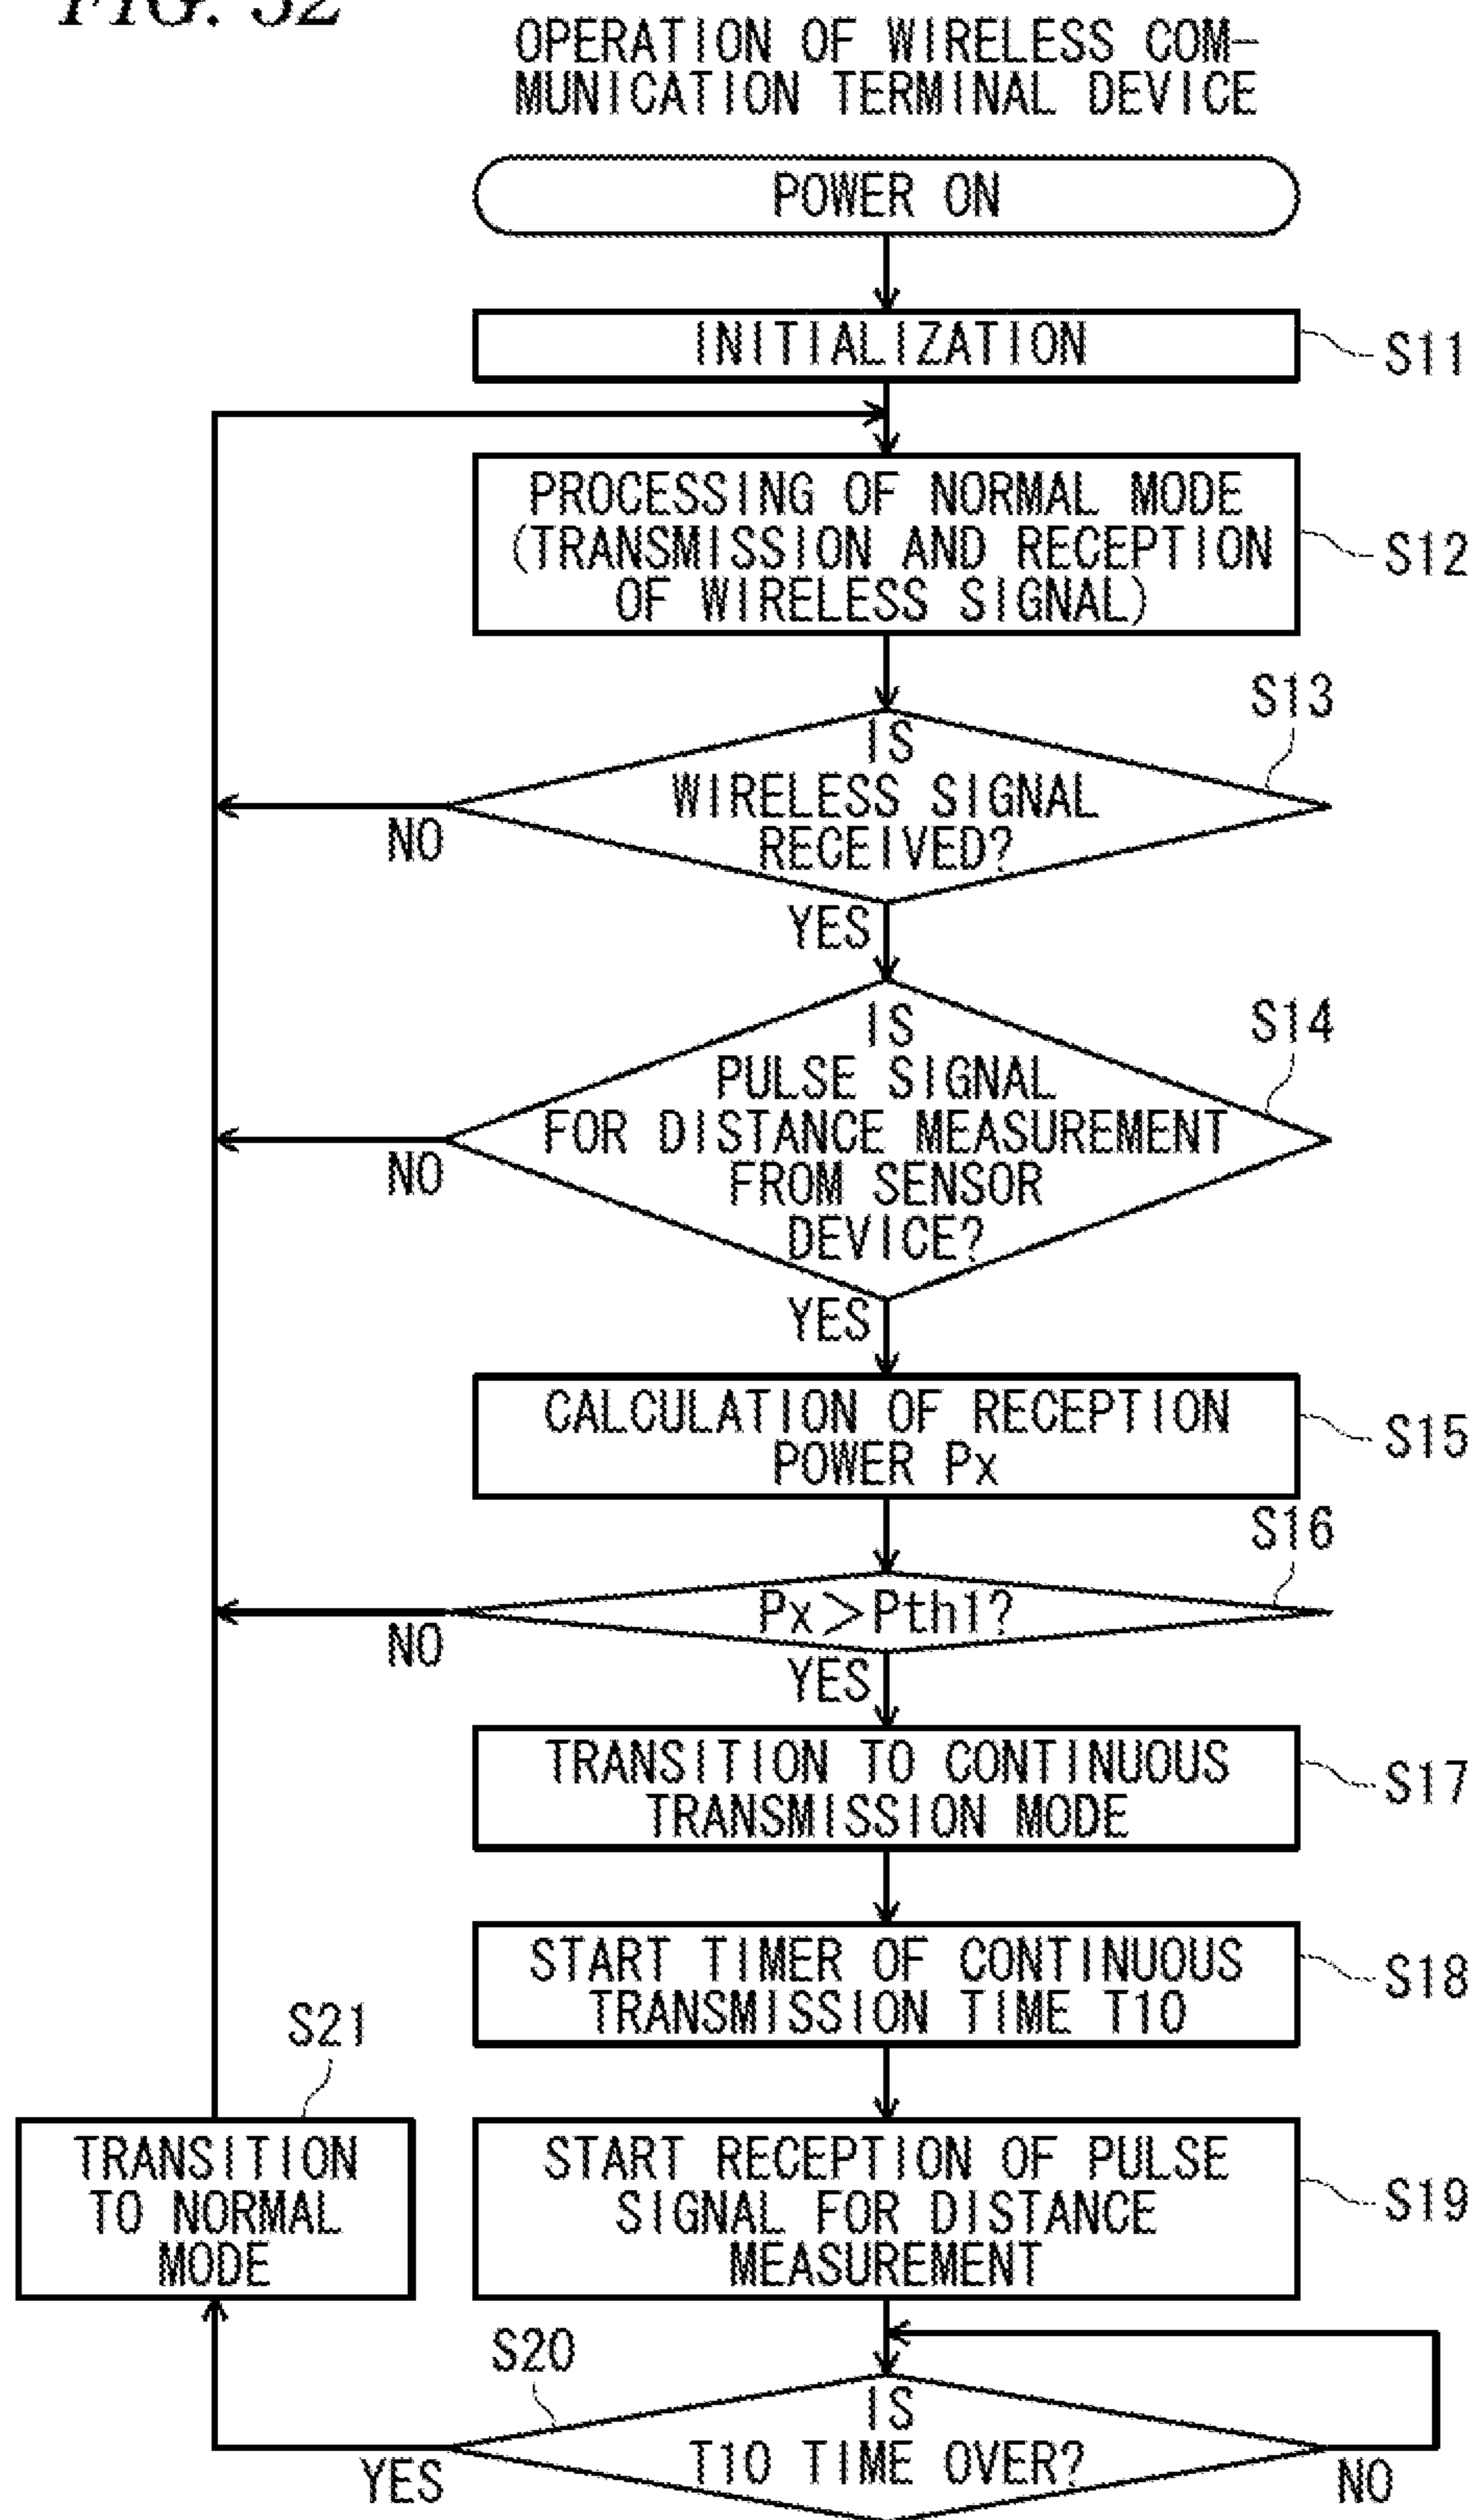 FIG. 32
OPERATION OF WIRELESS COM-
MUNICATION TERMINAL DEVICE
POWER ON
INITIALIZATION
S11
PROCESSING OF NORMAL MODE
(TRANSMISSION AND RECEPTION
OF WIRELESS SIGNAL)
S12
S13
IS
WIRELESS SIGNAL
RECEIVED?
NO
YES
S14
IS
PULSE SIGNAL
FOR DISTANCE MEASUREMENT
FROM SENSOR
DEVICE?
NO
YES
CALCULATION OF RECEPTION
POWER Px
S15
S16
Px>Pth1?
NO
YES
TRANSITION TO CONTINUOUS
TRANSMISSION MODE
S17
START TIMER OF CONTINUOUS
TRANSMISSION TIME T10
S18
S21
TRANSITION
TO NORMAL
MODE
START RECEPTION OF PULSE
SIGNAL FOR DISTANCE
MEASUREMENT
S19
S20
IS
T10 TIME OVER?
YES
NO